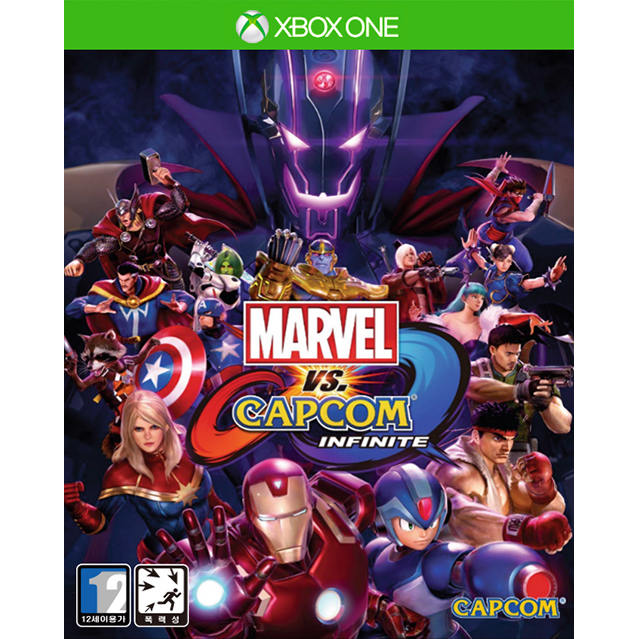 XBOX ONE
MARVEL
VS.
CAPCOM
INFINITE
12
12세이용가
폭력성
CAPCOM